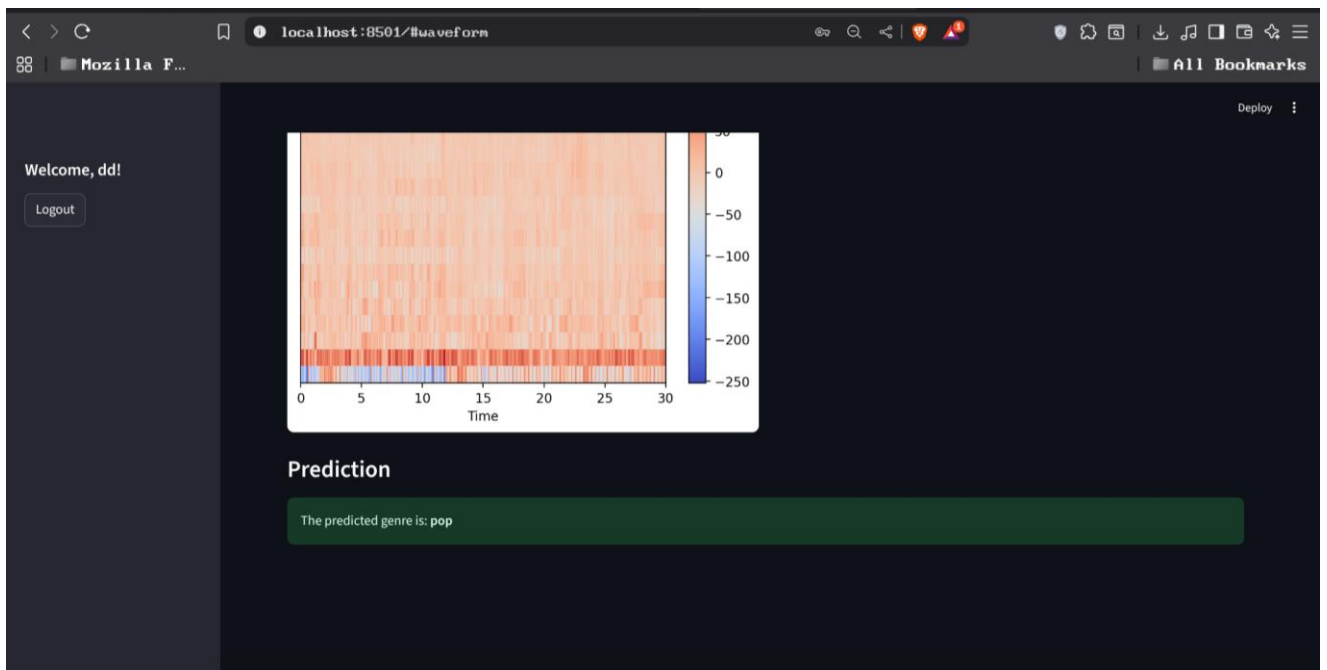 localhost:8501/#waveform
1
Mozilla F...
All Bookmarks
Deploy
Welcome, dd!
Logout
0
−50
−100
−150
−200
−250
0 5 10 15 20 25 30
Time
Prediction
The predicted genre is: pop